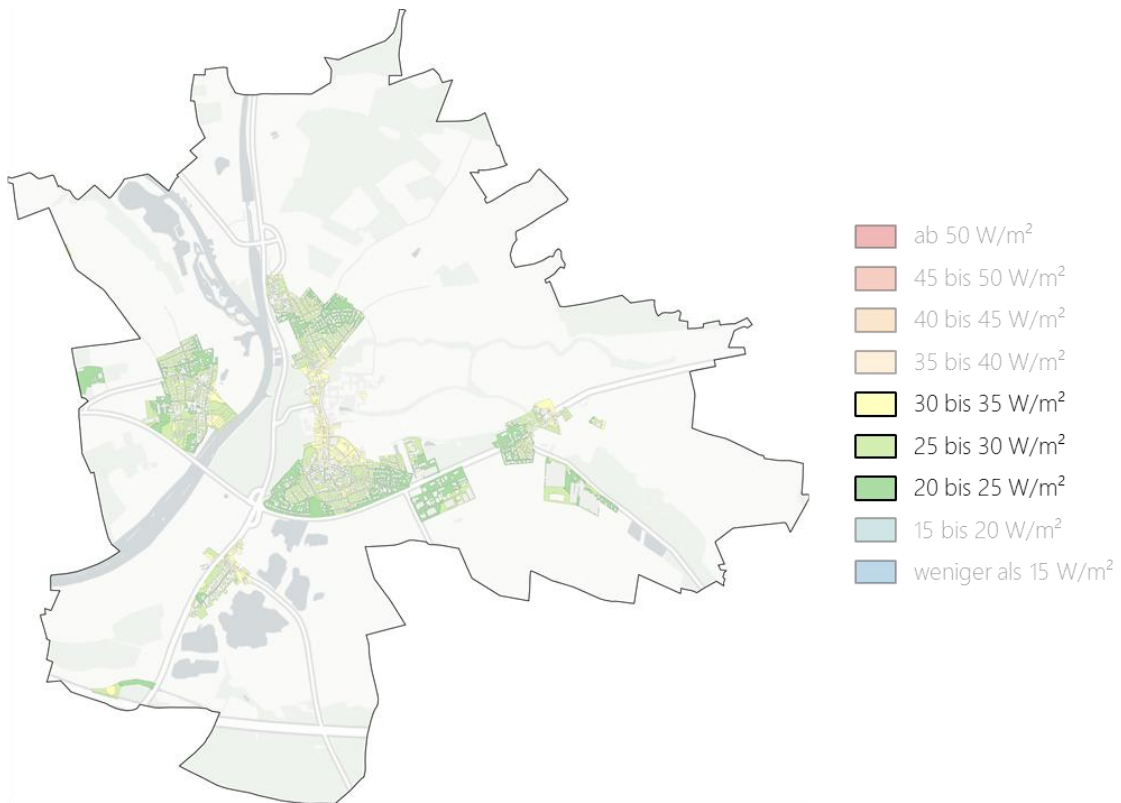 ab 50 W/m²
45 bis 50 W/m²
40 bis 45 W/m²
35 bis 40 W/m²
30 bis 35 W/m²
25 bis 30 W/m²
20 bis 25 W/m²
15 bis 20 W/m²
weniger als 15 W/m²